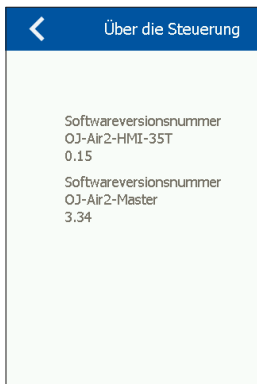 Über die Steuerung
Softwareversionsnummer
OJ-Air2-HMI-35T
0.15
Softwareversionsnummer
OJ-Air2-Master
3.34